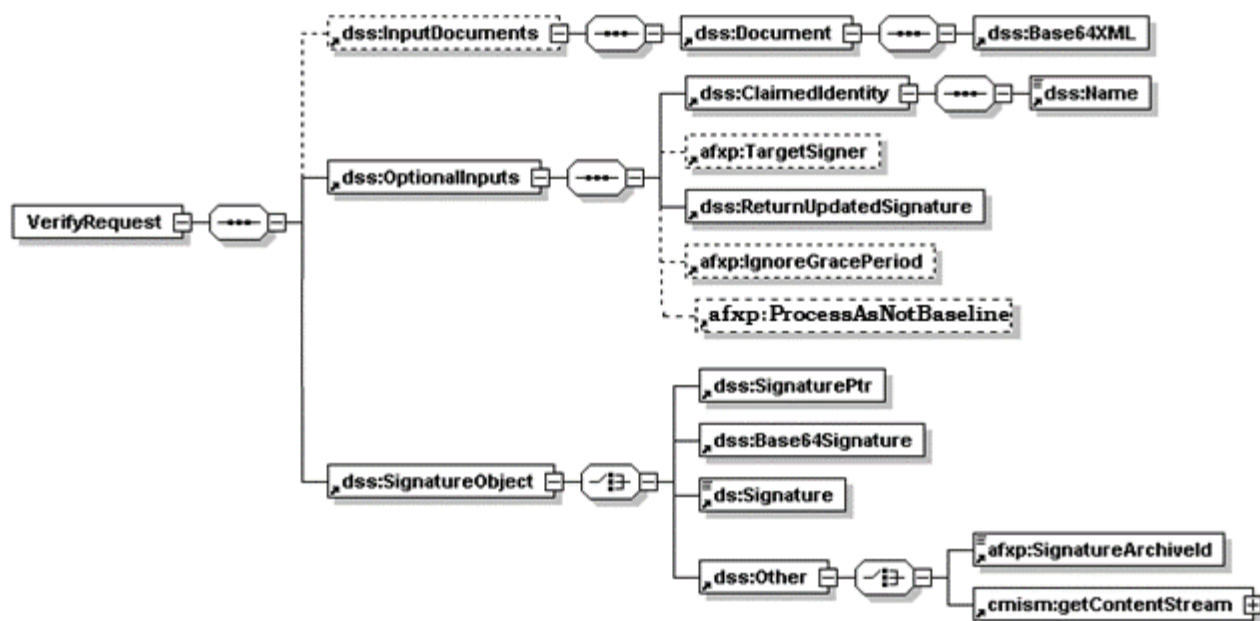 dss:InputDocuments
dss:Document
dss:Base64XML
dss:ClaimedIdentity
dss:Name
afxp:TargetSigner
dss:OptionalInputs
dss:ReturnUpdatedSignature
VerifyRequest
afxp:IgnoreGracePeriod
afxp:ProcessAsNotBaseline
dss:SignaturePtr
dss:Base64Signature
dss:SignatureObject
ds:Signature
afxp:SignatureArchiveId
dss:Other
cmism:getContentStream